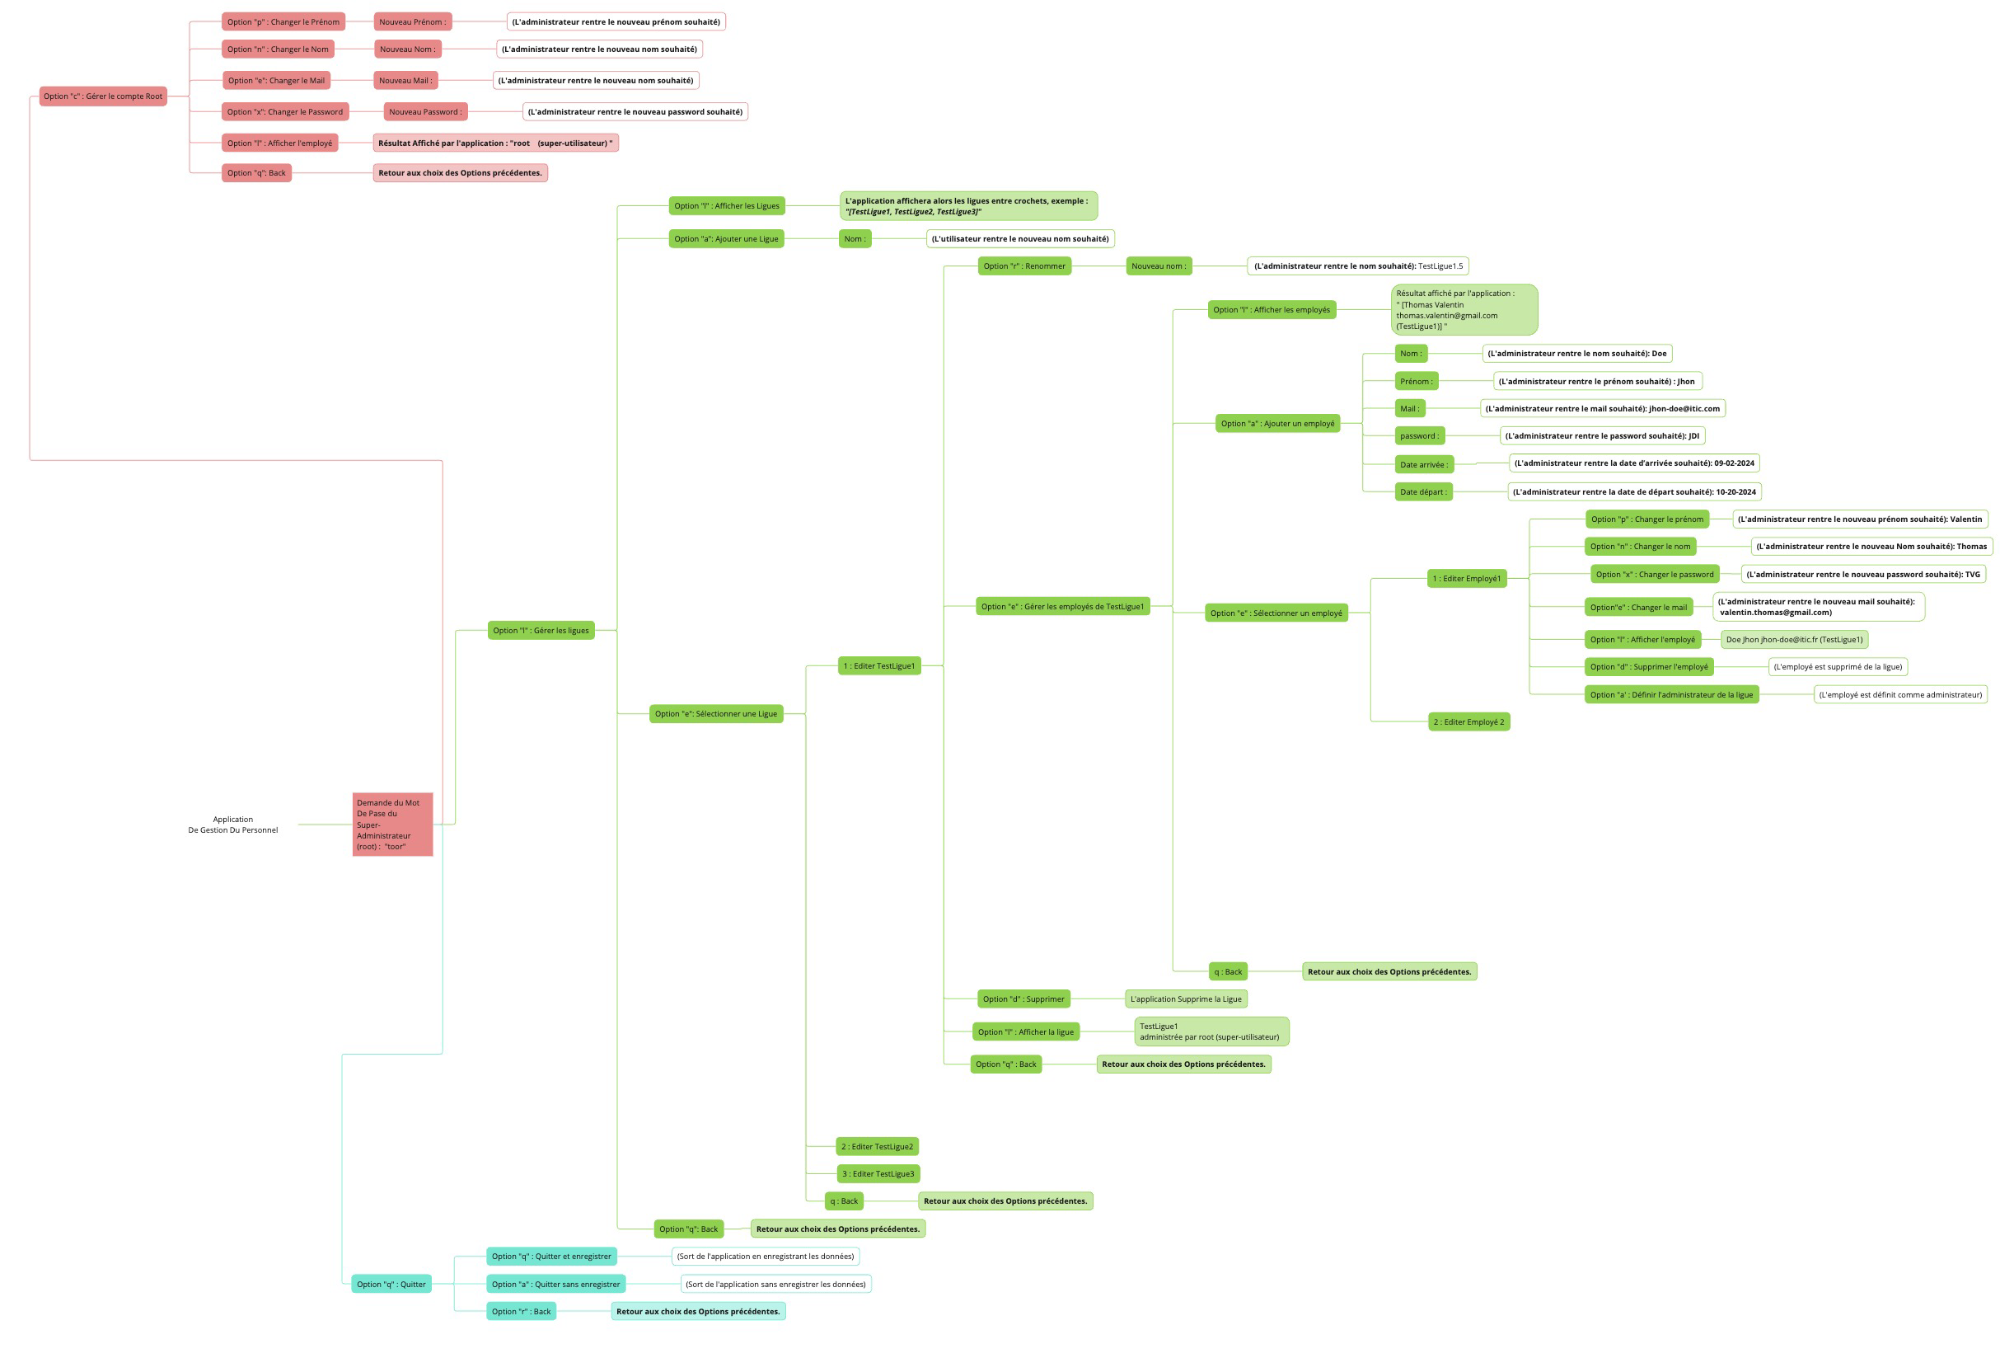 Option "p" : Changer le Prénom
Nouveau Prénom :
(L'administrateur rentre le nouveau prénom souhaité)
Option "n" : Changer le Nom
Nouveau Nom :
(L'administrateur rentre le nouveau nom souhaité)
Option "e": Changer le Mail
Nouveau Mail :
(L'administrateur rentre le nouveau nom souhaité)
Option "c" : Gérer le compte Root
Option "x": Changer le Password
Nouveau Password :
(L'administrateur rentre le nouveau password souhaité)
Option "l" : Afficher l'employé
Résultat Affiché par l'application : "root (super-utilisateur) "
Option "q": Back
Retour aux choix des Options précédentes.
Option "l" : Afficher les Ligues
L'application affichera alors les ligues entre crochets, exemple :
"[TestLigue1, TestLigue2, TestLigue3]"
Option "a": Ajouter une Ligue
Nom :
(L'utilisateur rentre le nouveau nom souhaité)
Option "r" : Renommer
Nouveau nom :
(L'administrateur rentre le nom souhaité): TestLigue1.5
Option "l" : Afficher les employés
Résultat affiché par l'application :
" [Thomas Valentin
thomas.valentin@gmail.com
(TestLigue1)] "
Nom :
(L'administrateur rentre le nom souhaité): Doe
Prénom :
(L'administrateur rentre le prénom souhaité) : Jhon
Mail :
(L'administrateur rentre le mail souhaité): jhon-doe@itic.com
Option "a" : Ajouter un employé
password :
(L'administrateur rentre le password souhaité): JDI
Date arrivée :
(L'administrateur rentre la date d'arrivée souhaité): 09-02-2024
Date départ :
(L'administrateur rentre la date de départ souhaité): 10-20-2024
Option "p" : Changer le prénom
(L'administrateur rentre le nouveau prénom souhaité): Valentin
Option "n" : Changer le nom
(L'administrateur rentre le nouveau Nom souhaité): Thomas
1 : Editer Employé1
Option "x" : Changer le password
(L'administrateur rentre le nouveau password souhaité): TVG
Option"e" : Changer le mail
(L'administrateur rentre le nouveau mail souhaité):
valentin.thomas@gmail.com)
Option "e" : Gérer les employés de TestLigue1
Option "e" : Sélectionner un employé
Option "l" : Afficher l'employé
Doe Jhon jhon-doe@itic.fr (TestLigue1)
Option "d" : Supprimer l'employé
(L'employé est supprimé de la ligue)
Option "a' : Définir l'administrateur de la ligue
(L'employé est définit comme administrateur)
2 : Editer Employé 2
Option "l" : Gérer les ligues
1 : Editer TestLigue1
Option "e": Sélectionner une Ligue
Application
De Gestion Du Personnel
Demande du Mot
De Pase du
Super-
Administrateur
(root) : "toor"
q : Back
Retour aux choix des Options précédentes.
Option "d" : Supprimer
L'application Supprime la Ligue
Option "l" : Afficher la ligue
TestLigue1
administrée par root (super-utilisateur)
Option "q" : Back
Retour aux choix des Options précédentes.
2 : Editer TestLigue2
3 : Editer TestLigue3
q : Back
Retour aux choix des Options précédentes.
Option "q": Back
Retour aux choix des Options précédentes.
Option "q" : Quitter et enregistrer
(Sort de l'application en enregistrant les données)
Option "q" : Quitter
Option "a" : Quitter sans enregistrer
(Sort de l'application sans enregistrer les données)
Option "r" : Back
Retour aux choix des Options précédentes.